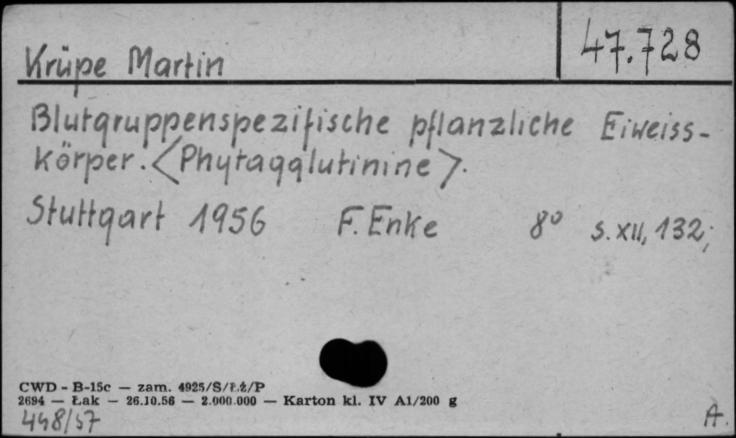 47.728
Krüpe Martin
Blutgruppenspezifische pflanzliche Eiweiss-
körper. <Phytagglutinine>.
Stuttgart 1956 F. Enke 8° s. XII, 132;
CWD - B-15c — zam. 4925/S/Ł.Ż/P
2694 — Łak — 26.10.56 — 2.000.000 — Karton kl. IV A1/200 g
448/57
A.